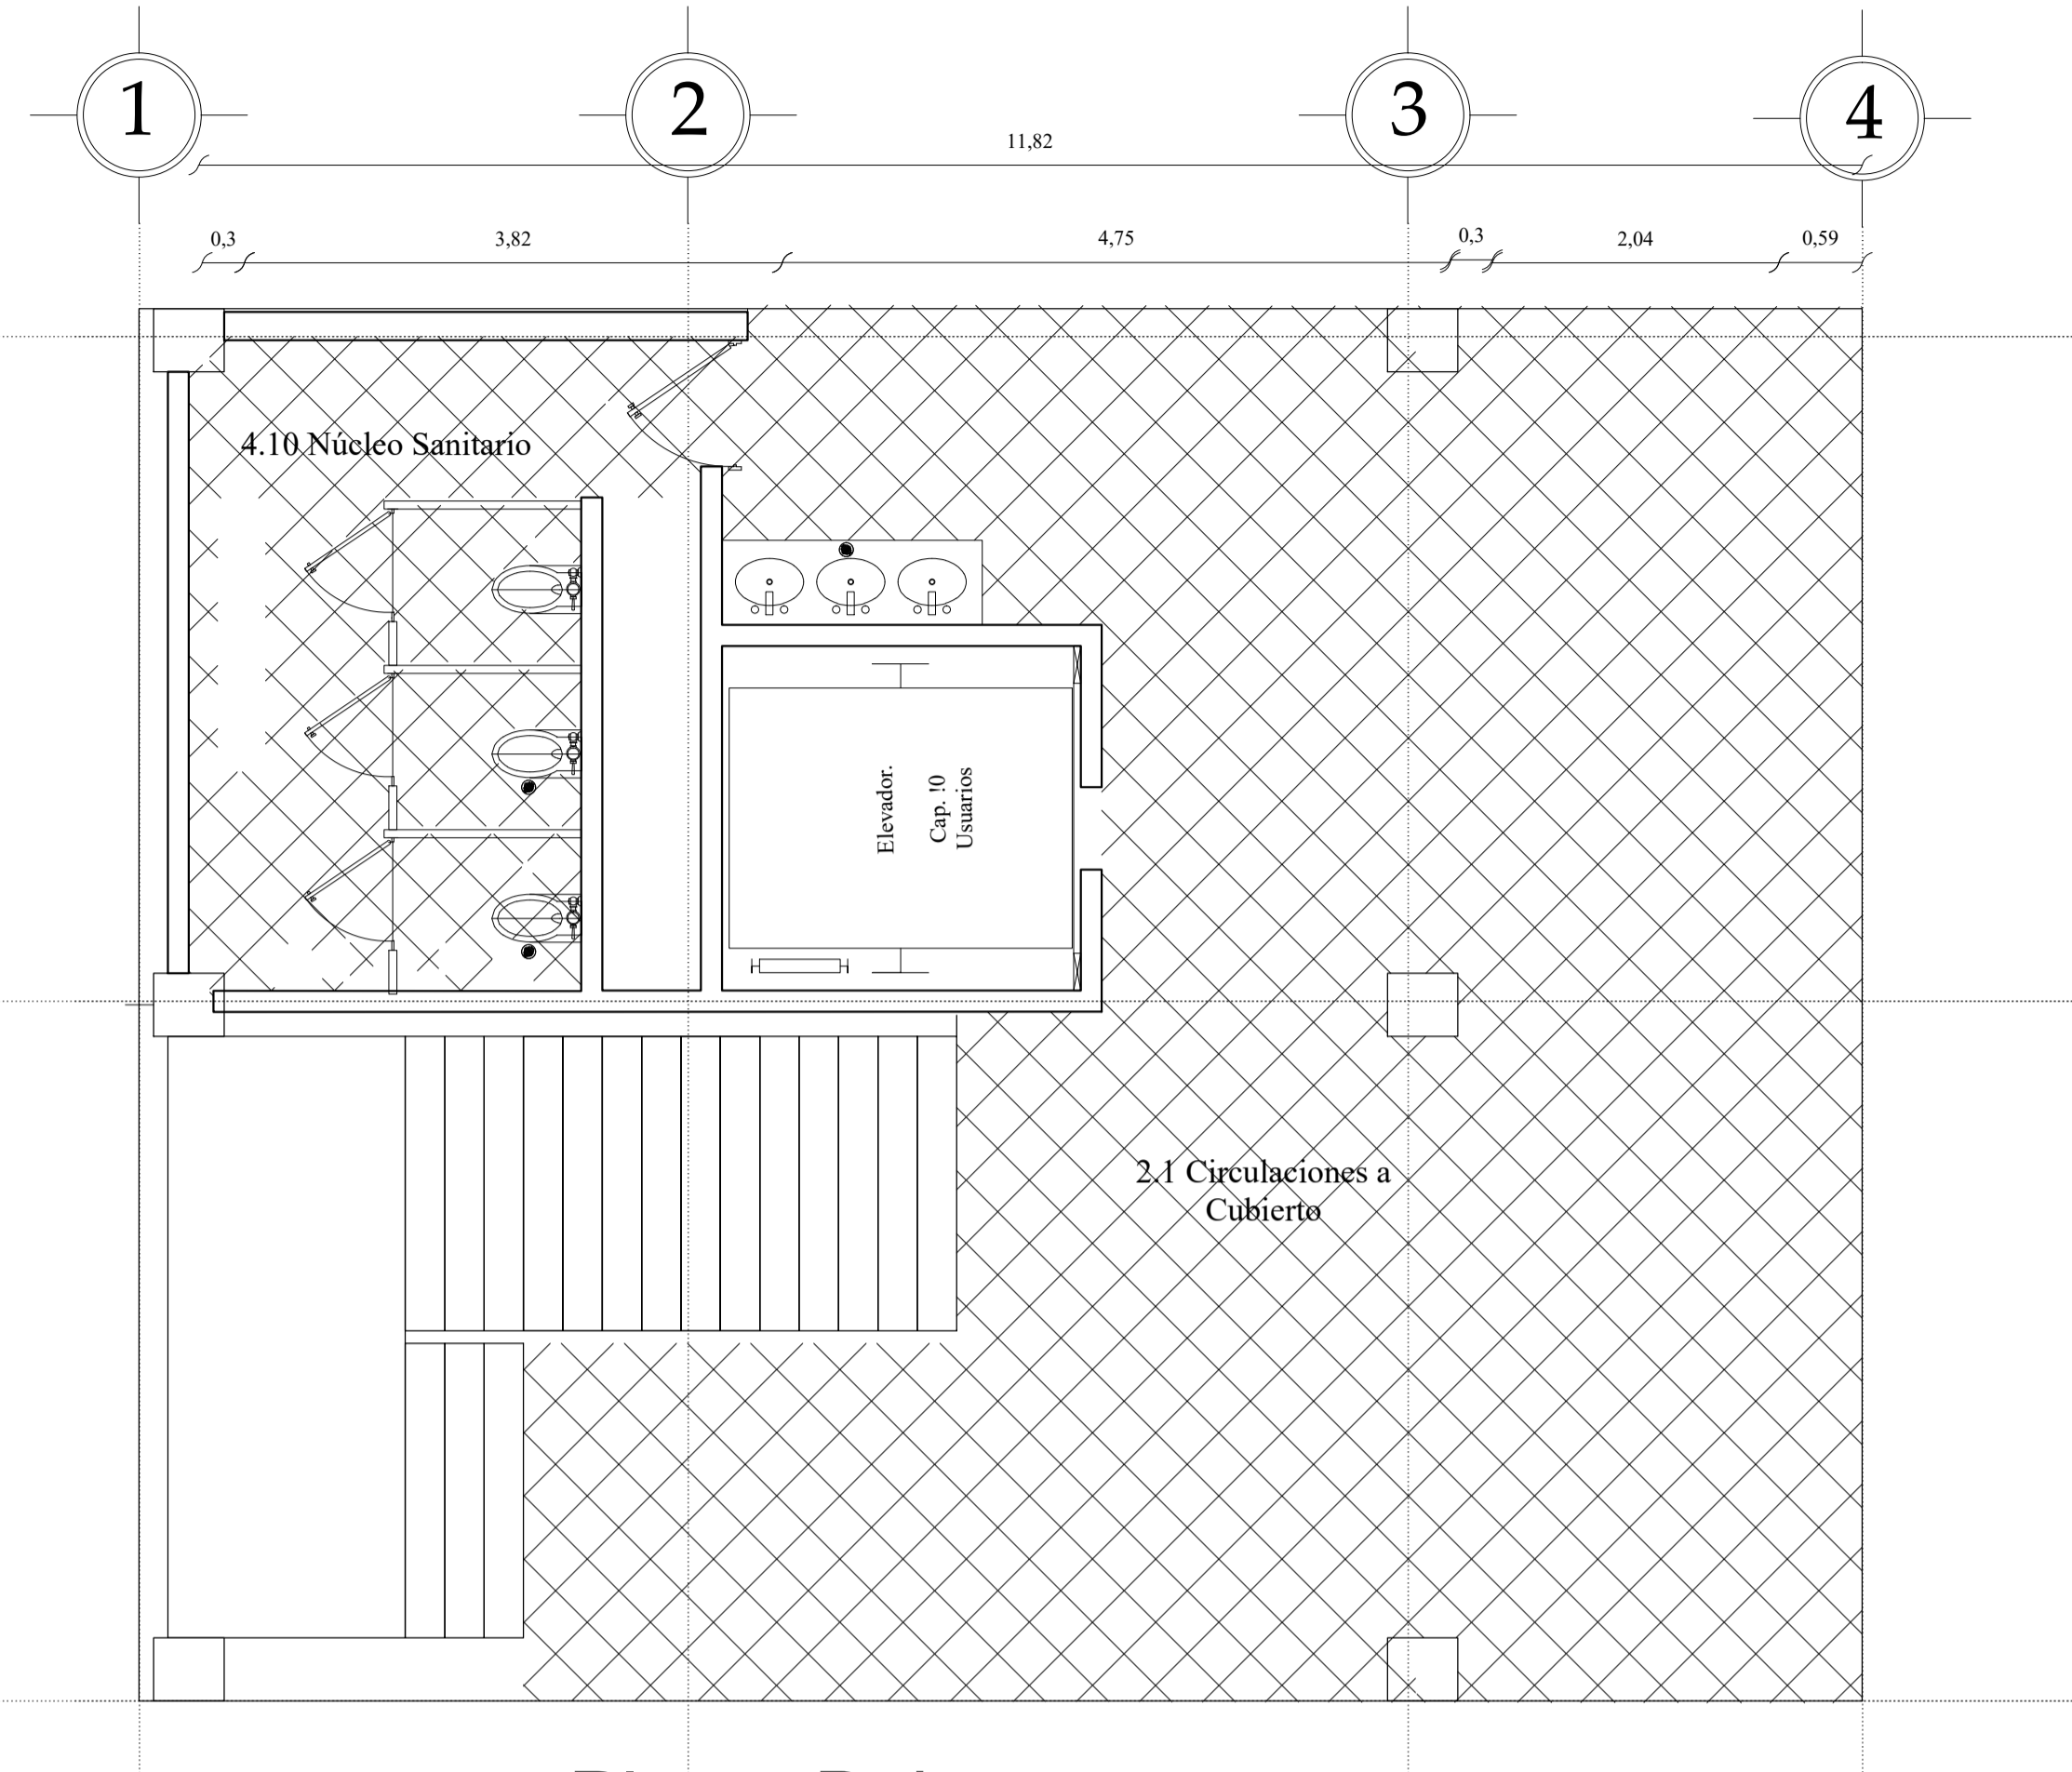 1
2
3
4
11,82
0,3
3,82
4,75
0,3
2,04
0,59
4.10 Núcleo Sanitario
Elevador.
Cap. !0
Usuarios
2.1 Circulaciones a
Cubierto